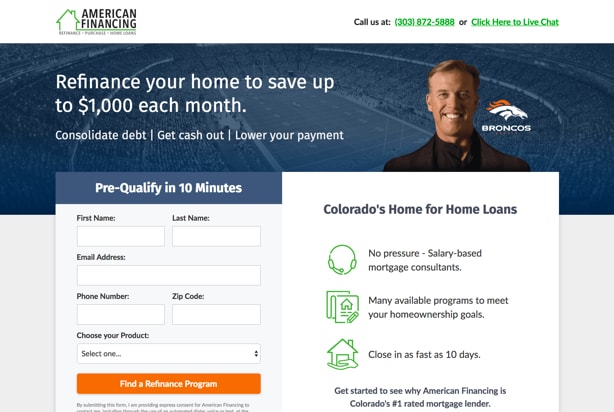 AMERICAN
FINANCING
REFINANCE • PURCHASE • HOME LOANS
Call us at: (303) 872-5888 or Click Here to Live Chat
Refinance your home to save up
to $1,000 each month.
Consolidate debt | Get cash out | Lower your payment
BRONCOS
Pre-Qualify in 10 Minutes
First Name:
Last Name:
Email Address:
Phone Number:
Zip Code:
Choose your Product:
Select one...
Find a Refinance Program
By submitting this form, I am providing express consent for American Financing to
Colorado's Home for Home Loans
No pressure - Salary-based
mortgage consultants.
Many available programs to meet
your homeownership goals.
Close in as fast as 10 days.
Get started to see why American Financing is
Colorado's #1 rated mortgage lender.